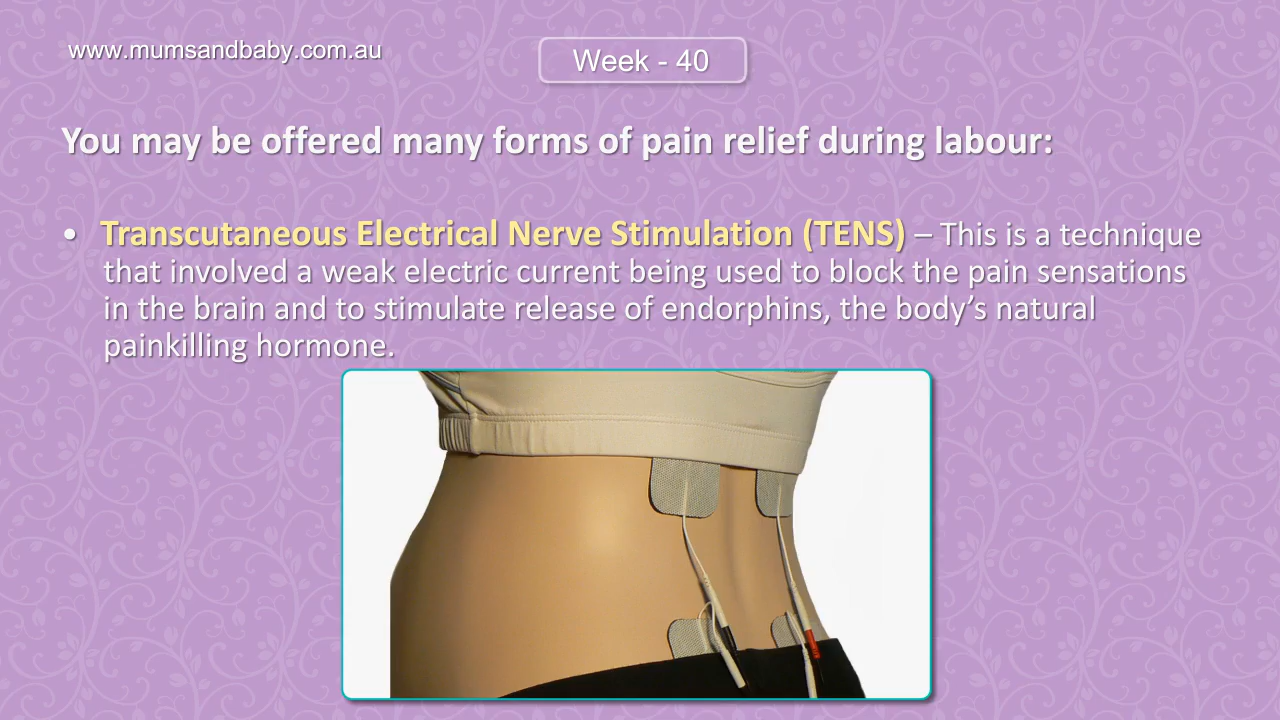 www.mumsandbaby.com.au
Week - 40
You may be offered many forms of pain relief during labour:
• Transcutaneous Electrical Nerve Stimulation (TENS) – This is a technique
that involved a weak electric current being used to block the pain sensations
in the brain and to stimulate release of endorphins, the body’s natural
painkilling hormone.